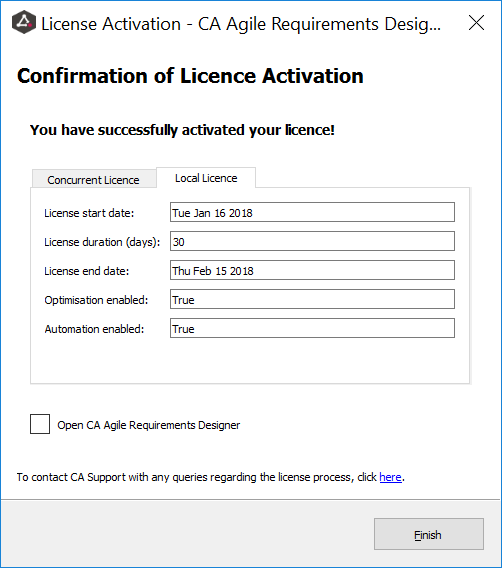 License Activation - CA Agile Requirements Desig...
Confirmation of Licence Activation
You have successfully activated your licence!
Concurrent Licence Local Licence
License start date: Tue Jan 16 2018
License duration (days): 30
License end date: Thu Feb 15 2018
Optimisation enabled: True
Automation enabled: True
Open CA Agile Requirements Designer
To contact CA Support with any queries regarding the license process, click here.
Finish